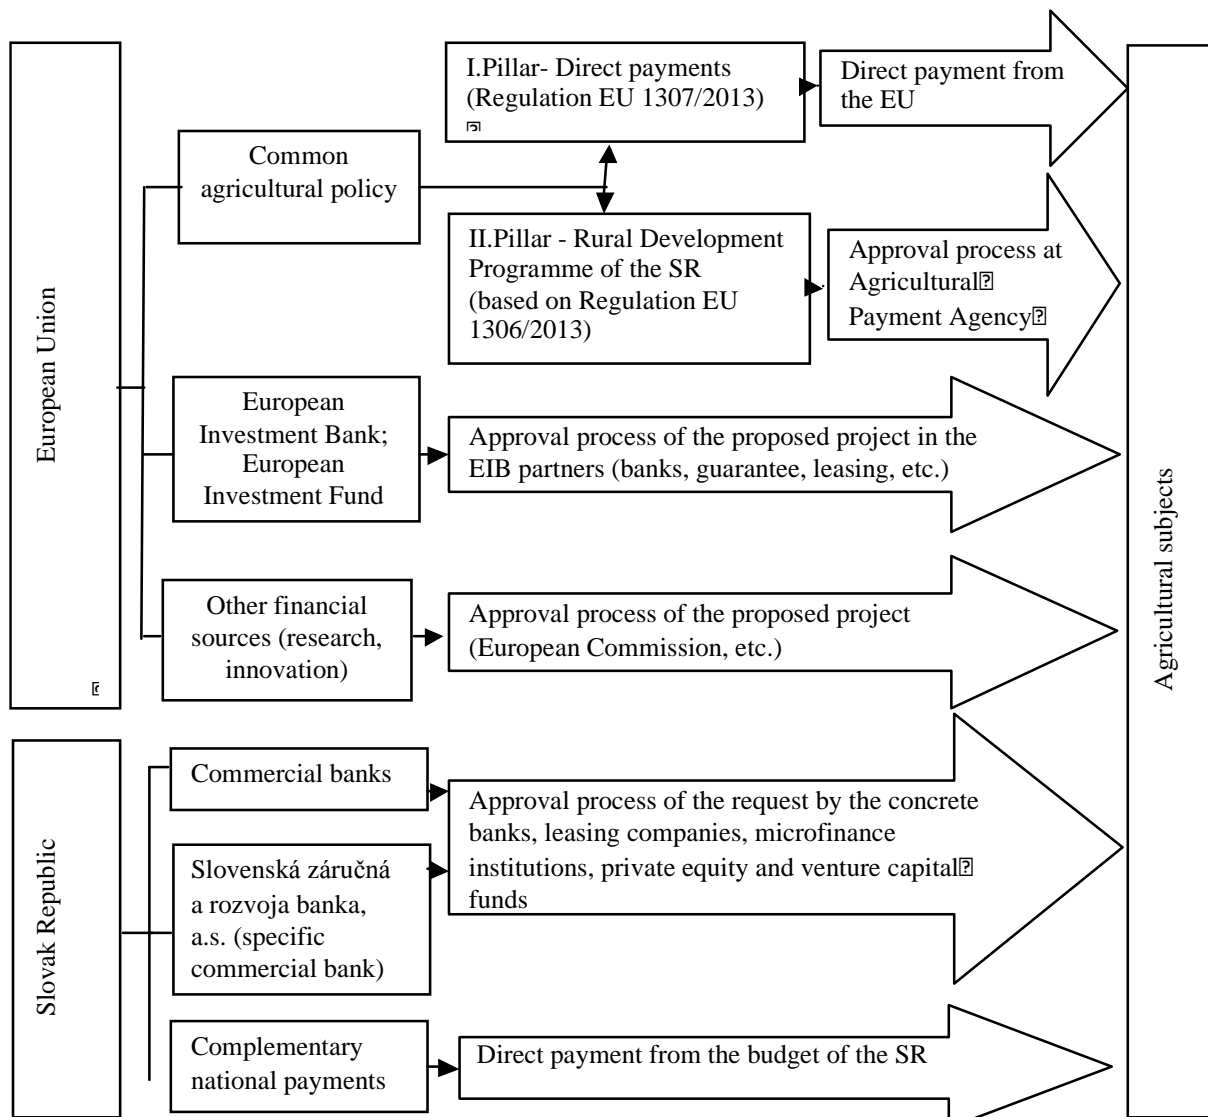 European Union
Common
agricultural policy
I.Pillar- Direct payments
(Regulation EU 1307/2013)
Direct payment from
the EU
II.Pillar - Rural Development
Programme of the SR
(based on Regulation EU
1306/2013)
Approval process at
Agricultural
Payment Agency
European
Investment Bank;
European
Investment Fund
Approval process of the proposed project in the
EIB partners (banks, guarantee, leasing, etc.)
Other financial
sources (research,
innovation)
Approval process of the proposed project
(European Commission, etc.)
Slovak Republic
Commercial banks
Slovenská záručná
a rozvoja banka,
a.s. (specific
commercial bank)
Approval process of the request by the concrete
banks, leasing companies, microfinance
institutions, private equity and venture capital
funds
Complementary
national payments
Direct payment from the budget of the SR
Agricultural subjects